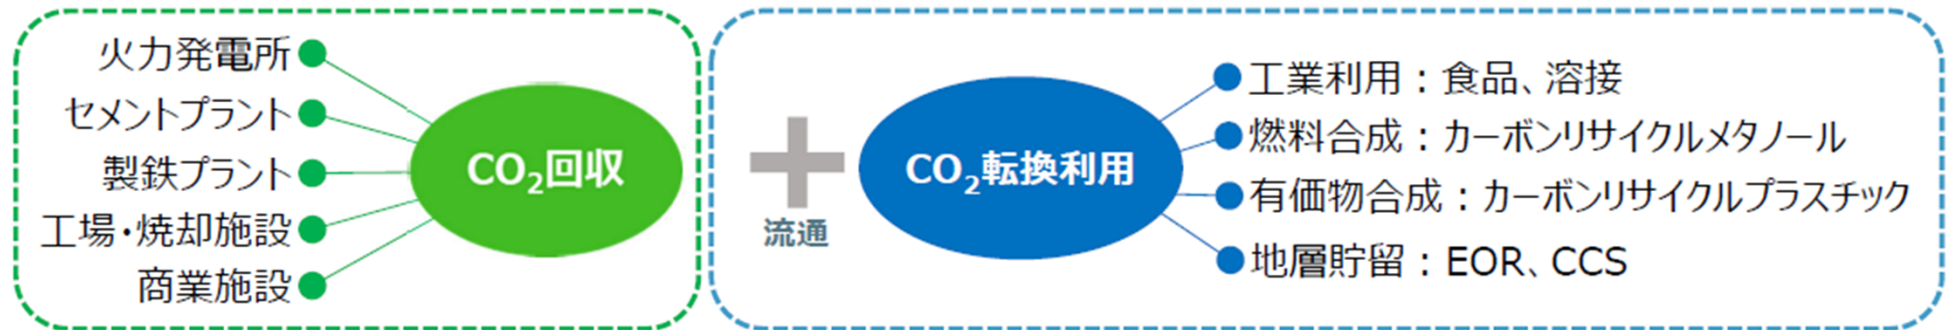 火力発電所
セメントプラント
製鉄プラント
工場・焼却施設
商業施設
CO₂回収
流通
CO₂転換利用
工業利用：食品、溶接
燃料合成：カーボンリサイクルメタノール
有価物合成：カーボンリサイクルプラスチック
地層貯留：EOR、CCS